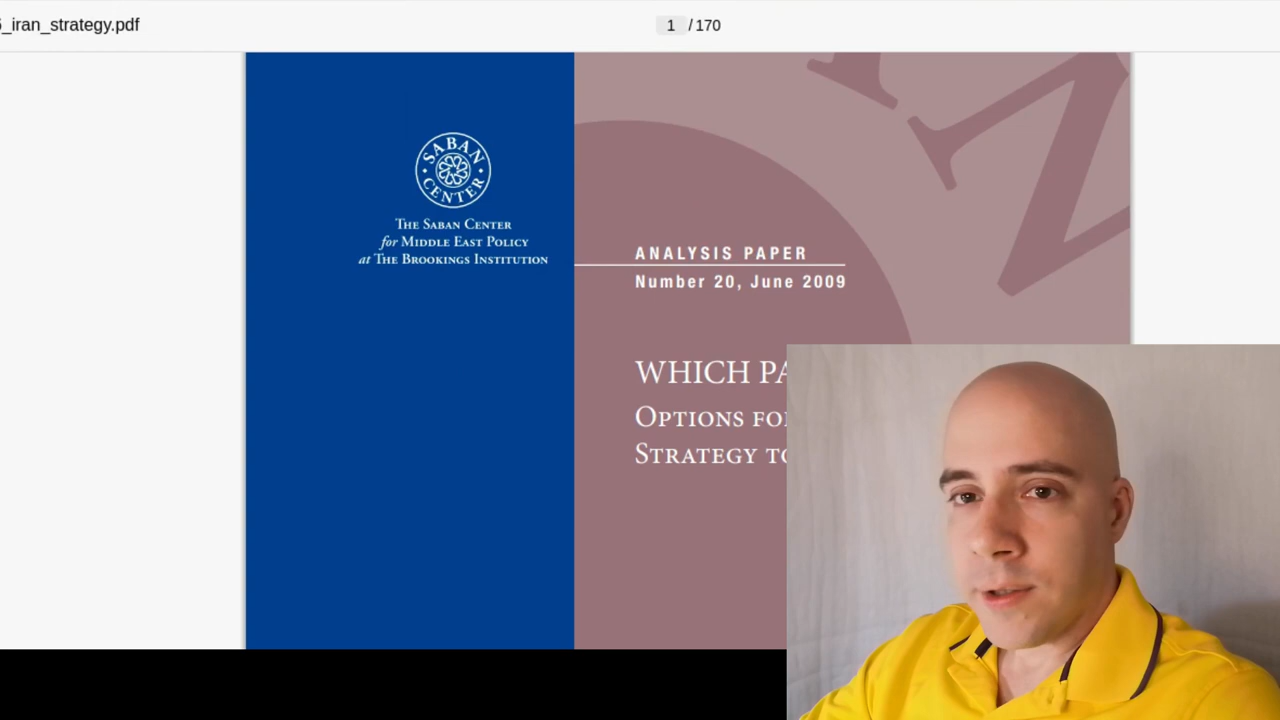 _iran_strategy.pdf
1 / 170
SABAN CENTER
THE SABAN CENTER
for MIDDLE EAST POLICY
at THE BROOKINGS INSTITUTION
ANALYSIS PAPER
Number 20, June 2009
WHICH PA
OPTIONS FO
STRATEGY TO